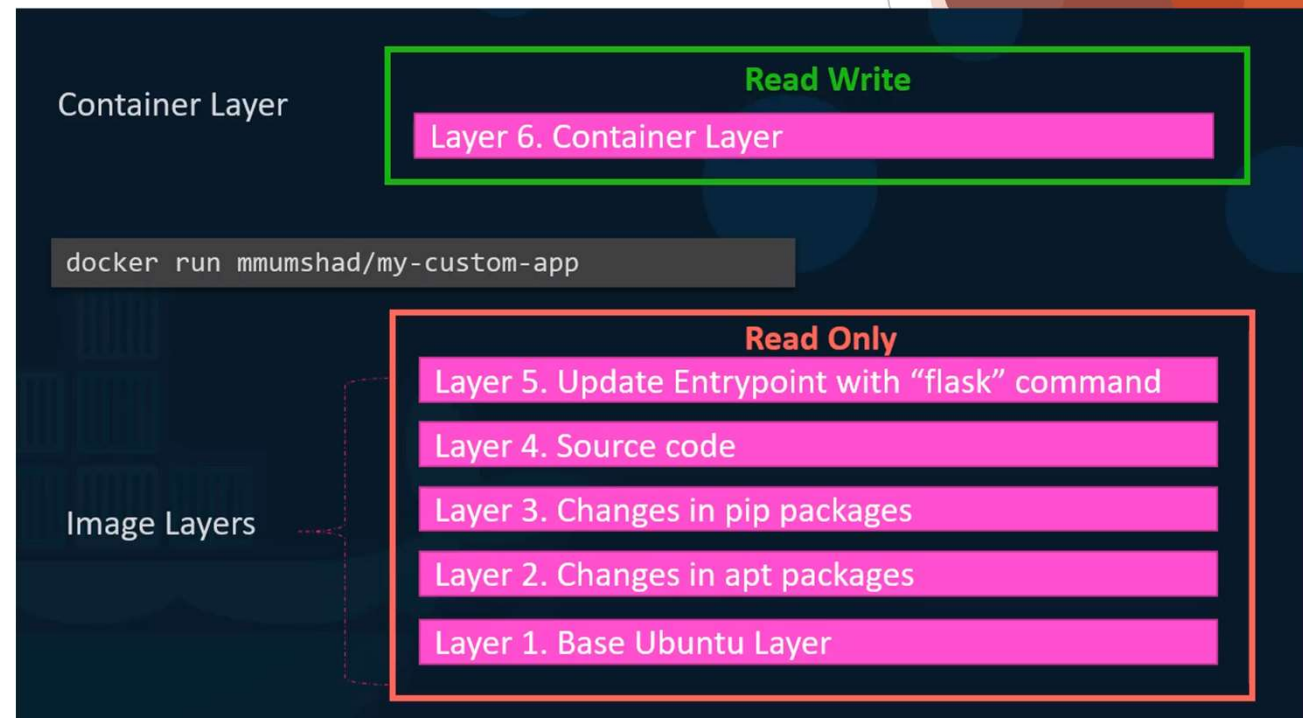 Container Layer
Read Write
Layer 6. Container Layer
docker run mmumshad/my-custom-app
Read Only
Layer 5. Update Entrypoint with “flask” command
Layer 4. Source code
Layer 3. Changes in pip packages
Image Layers
Layer 2. Changes in apt packages
Layer 1. Base Ubuntu Layer